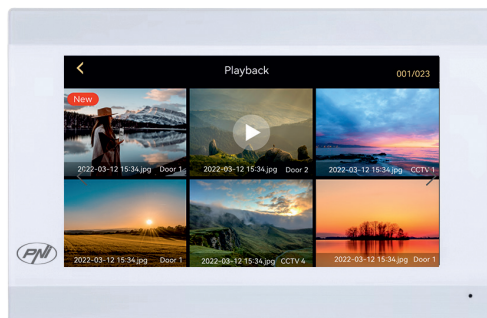 Playback
001/023
New
2022-03-12 15:34.jpg Door 1
2022-03-12 15:34.jpg Door 2
2022-03-12 15:34.jpg CCTV 1
2022-03-12 15:34.jpg Door 1
2022-03-12 15:34.jpg CCTV 4
2022-03-12 15:34.jpg Door 1
PNI